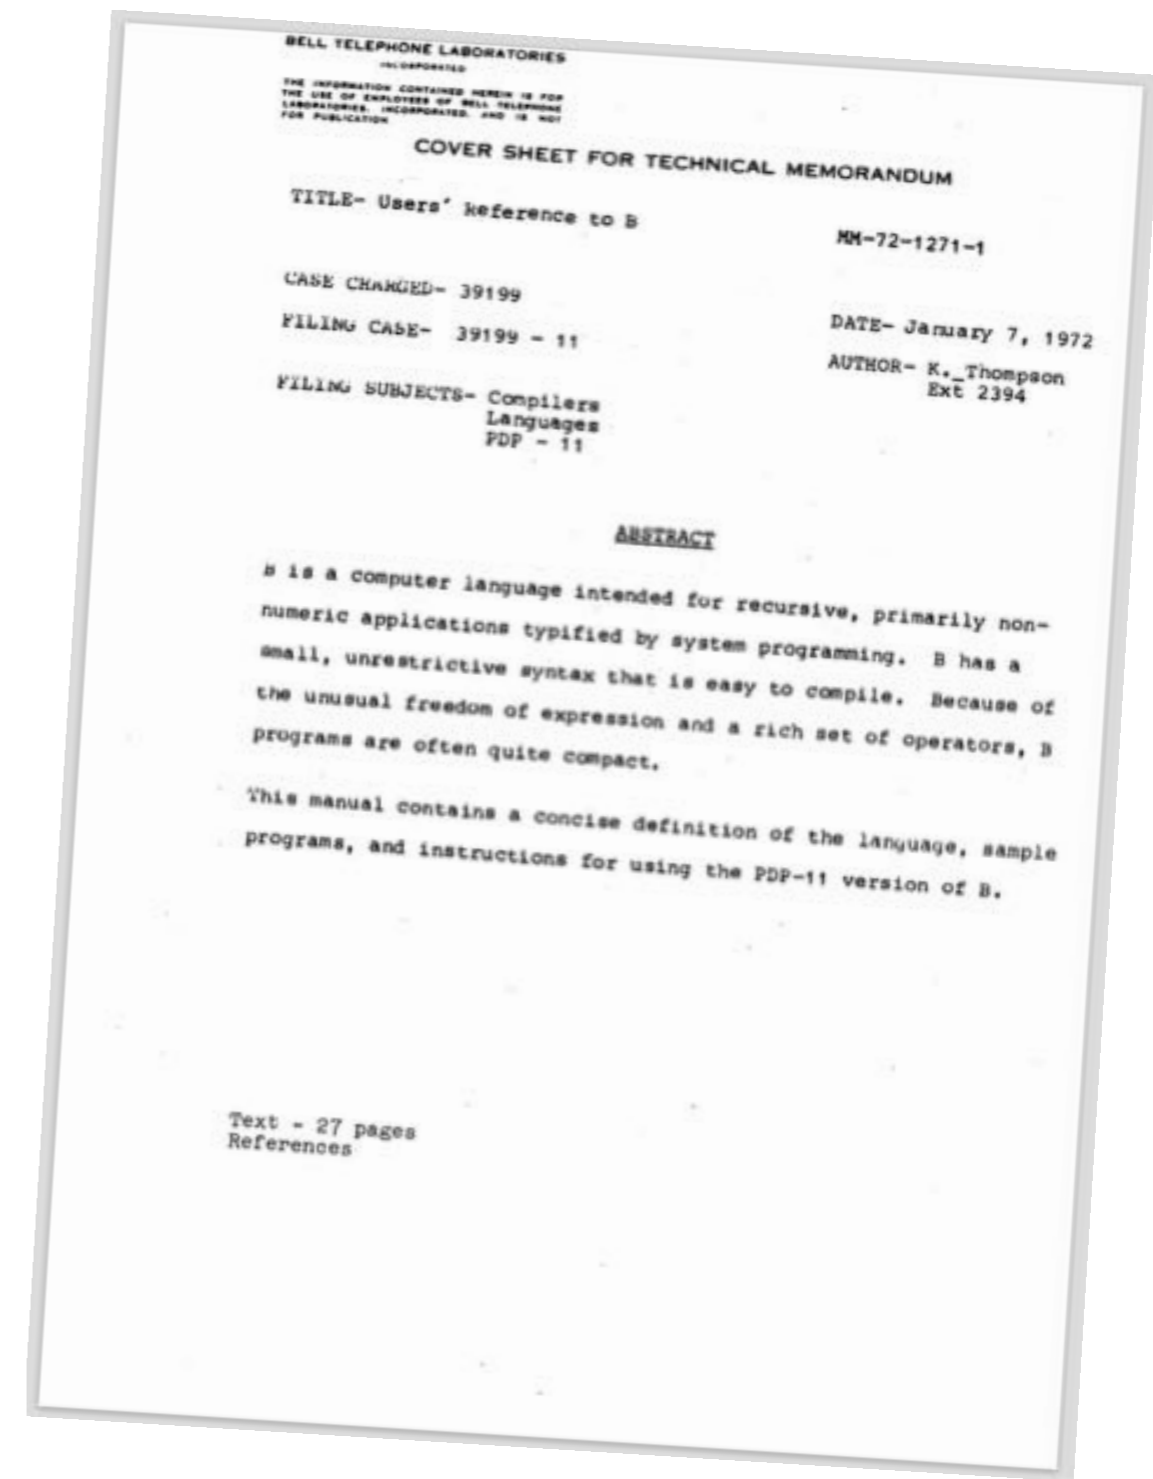 BELL TELEPHONE LABORATORIES
INCORPORATED
THE INFORMATION CONTAINED HEREIN IS FOR
THE USE OF EMPLOYEES OF BELL TELEPHONE
LABORATORIES, INCORPORATED, AND IS NOT
FOR PUBLICATION
COVER SHEET FOR TECHNICAL MEMORANDUM
TITLE- Users' Reference to B
MM-72-1271-1
CASE CHARGED- 39199
FILING CASE- 39199 - 11
DATE- January 7, 1972
AUTHOR- K._Thompson
Ext 2394
FILING SUBJECTS- Compilers
Languages
PDP - 11
ABSTRACT
B is a computer language intended for recursive, primarily non-
numeric applications typified by system programming. B has a
small, unrestrictive syntax that is easy to compile. Because of
the unusual freedom of expression and a rich set of operators, B
programs are often quite compact.
This manual contains a concise definition of the language, sample
programs, and instructions for using the PDP-11 version of B.
Text - 27 pages
References